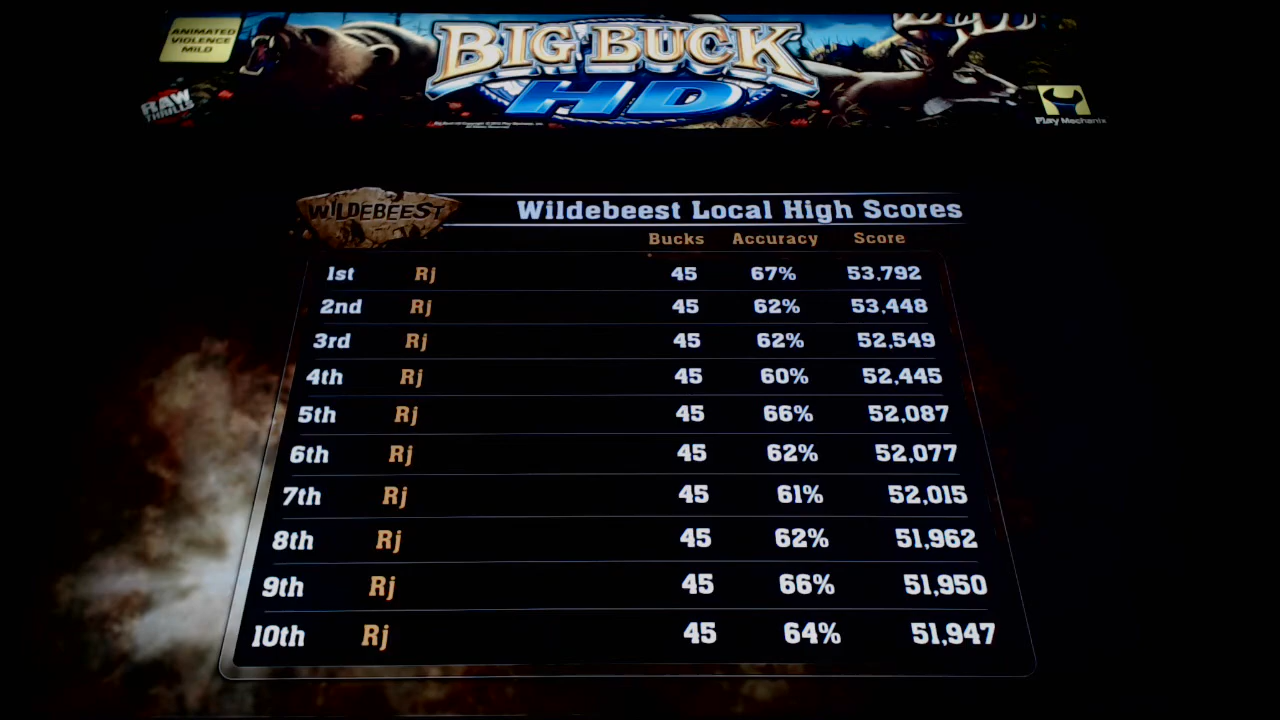 ANIMATED
VIOLENCE
MILD
BIG BUCK
HD
RAW
THRILLS
Play Mechanix
WILDEBEEST
Wildebeest Local High Scores
Bucks Accuracy Score
1st Rj 45 67% 53,792
2nd Rj 45 62% 53,448
3rd Rj 45 62% 52,549
4th Rj 45 60% 52,445
5th Rj 45 66% 52,087
6th Rj 45 62% 52,077
7th Rj 45 61% 52,015
8th Rj 45 62% 51,962
9th Rj 45 66% 51,950
10th Rj 45 64% 51,947